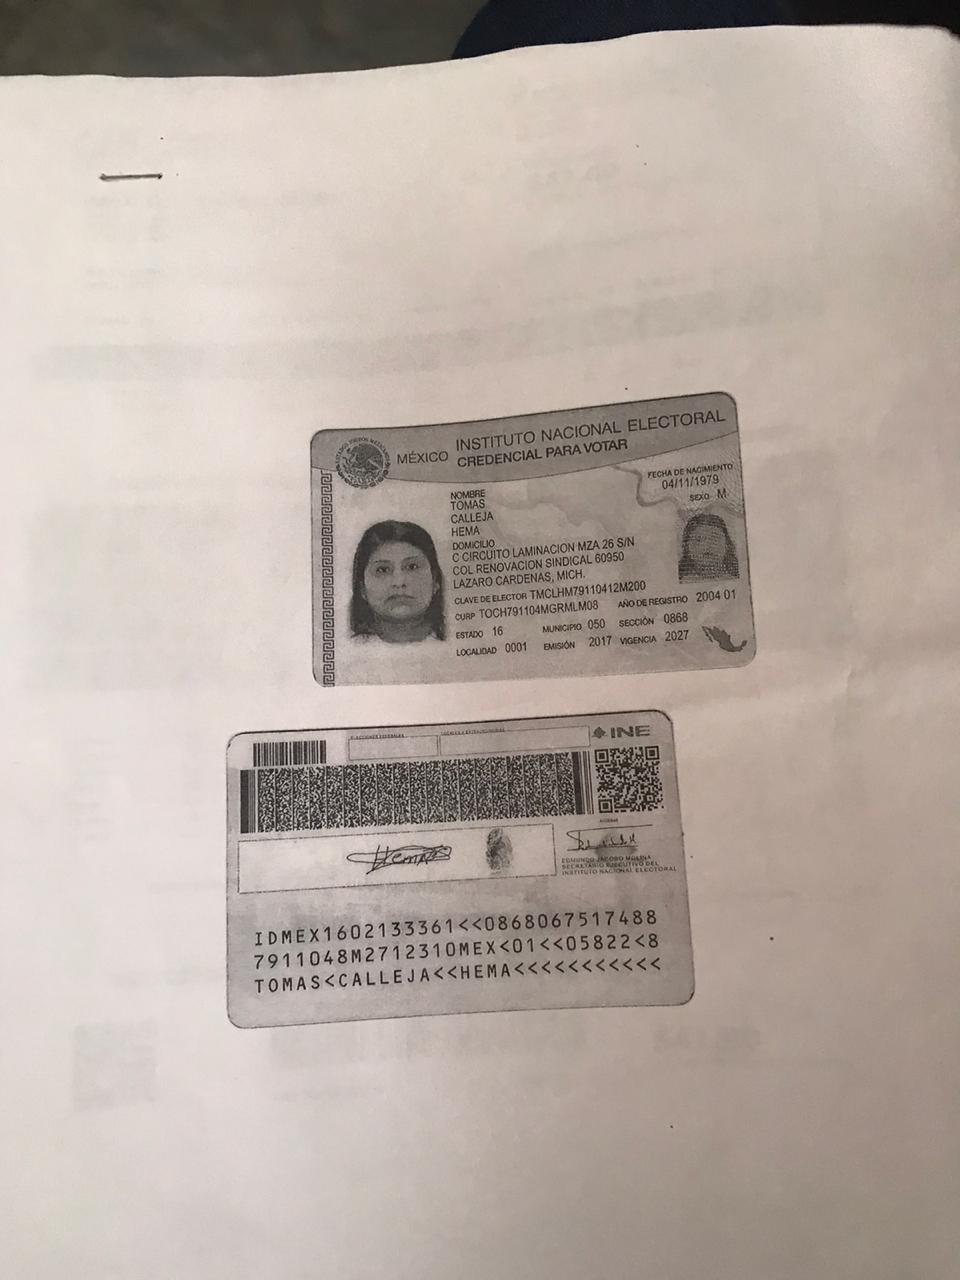 MÉXICO
INSTITUTO NACIONAL ELECTORAL
CREDENCIAL PARA VOTAR
FECHA DE NACIMIENTO
04/11/1979
SEXO M
NOMBRE
TOMAS
CALLEJA
HEMA
DOMICILIO
C CIRCUITO LAMINACION MZA 26 S/N
COL RENOVACION SINDICAL 60950
LAZARO CARDENAS, MICH.
CLAVE DE ELECTOR TMCLHM79110412M200
CURP TOCH791104MGRMLM08 AÑO DE REGISTRO 2004 01
ESTADO 16 MUNICIPIO 050 SECCIÓN 0868
LOCALIDAD 0001 EMISIÓN 2017 VIGENCIA 2027
ELECCIONES FEDERALES
INE
Hema
EDMUNDO JACOBO MOLINA
SECRETARIO EJECUTIVO DEL
INSTITUTO NACIONAL ELECTORAL
IDMEX1602133361<<0868067517488
7911048M2712310MEX<01<<05822<8
TOMAS<CALLEJA<<HEMA<<<<<<<<<<<